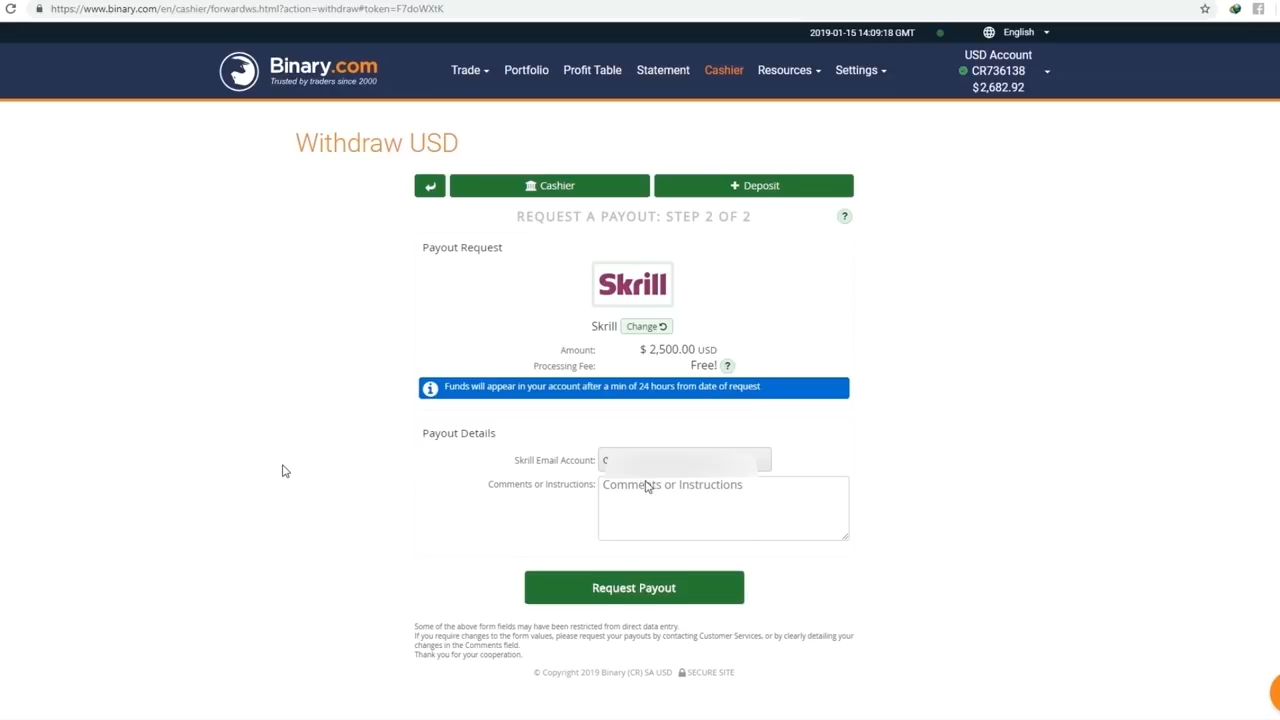 https://www.binary.com/en/cashier/forwardws.html?action=withdraw#token=F7doWXtK
2019-01-15 14:09:18 GMT
English
Binary.com
Trusted by traders since 2000
Trade
Portfolio
Profit Table
Statement
Cashier
Resources
Settings
USD Account
CR736138
$2,682.92
Withdraw USD
Cashier
Deposit
REQUEST A PAYOUT: STEP 2 OF 2
?
Payout Request
Skrill
Skrill Change
Amount: $ 2,500.00 USD
Processing Fee: Free! ?
Funds will appear in your account after a min of 24 hours from date of request
Payout Details
Skrill Email Account:
Comments or Instructions: Comments or Instructions
Request Payout
Some of the above form fields may have been restricted from direct data entry.
If you require changes to the form values, please request your payouts by contacting Customer Services, or by clearly detailing your
changes in the Comments field.
Thank you for your cooperation.
© Copyright 2019 Binary (CR) SA USD SECURE SITE